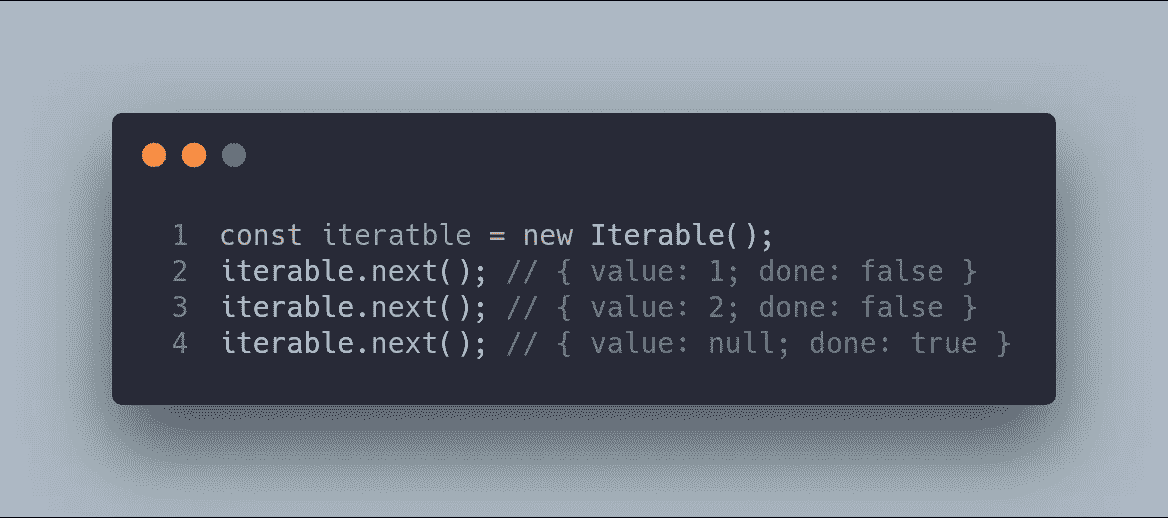 1 const iteratble = new Iterable();
2 iterable.next(); // { value: 1; done: false }
3 iterable.next(); // { value: 2; done: false }
4 iterable.next(); // { value: null; done: true }